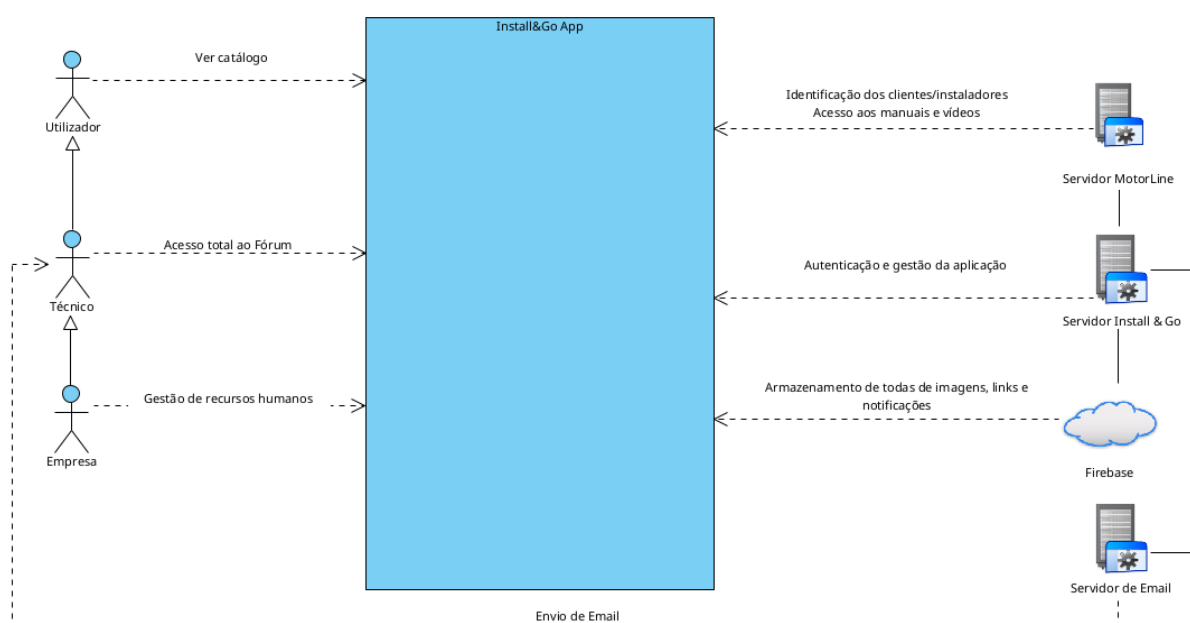 Install&Go App
Ver catálogo
Utilizador
Identificação dos clientes/instaladores
Acesso aos manuais e vídeos
Servidor MotorLine
Acesso total ao Fórum
Técnico
Autenticação e gestão da aplicação
Servidor Install & Go
Gestão de recursos humanos
Empresa
Armazenamento de todas de imagens, links e
notificações
Firebase
Servidor de Email
Envio de Email